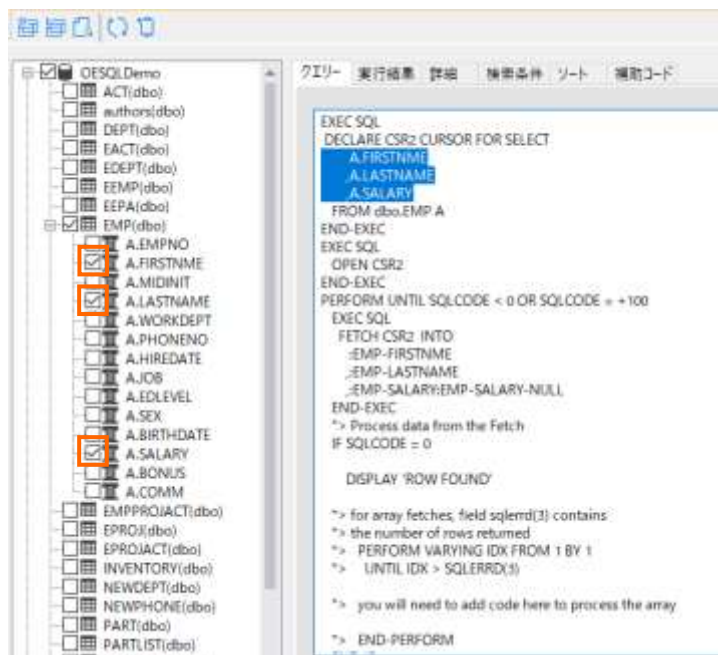 OESQLDemo
ACT(dbo)
authors(dbo)
DEPT(dbo)
EACT(dbo)
EDEPT(dbo)
EEMP(dbo)
EEPA(dbo)
EMP(dbo)
A.EMPNO
A.FIRSTNME
A.MIDINIT
A.LASTNAME
A.WORKDEPT
A.PHONENO
A.HIREDATE
A.JOB
A.EDLEVEL
A.SEX
A.BIRTHDATE
A.SALARY
A.BONUS
A.COMM
EMPPROJACT(dbo)
EPROJ(dbo)
EPROJACT(dbo)
INVENTORY(dbo)
NEWDEPT(dbo)
NEWPHONE(dbo)
PART(dbo)
PARTLIST(dbo)
クエリー 実行結果 詳細 検索条件 ソート 補助コード
EXEC SQL
DECLARE CSR2 CURSOR FOR SELECT
A.FIRSTNME
,A.LASTNAME
,A.SALARY
FROM dbo.EMP A
END-EXEC
EXEC SQL
OPEN CSR2
END-EXEC
PERFORM UNTIL SQLCODE < 0 OR SQLCODE = +100
EXEC SQL
FETCH CSR2 INTO
:EMP-FIRSTNME
,:EMP-LASTNAME
,:EMP-SALARY:EMP-SALARY-NULL
END-EXEC
*> Process data from the Fetch
IF SQLCODE = 0
DISPLAY 'ROW FOUND'
*> for array fetches, field sqlerrd(3) contains
*> the number of rows returned
*> PERFORM VARYING IDX FROM 1 BY 1
*> UNTIL IDX > SQLERRD(3)
*> you will need to add code here to process the array
*> END-PERFORM